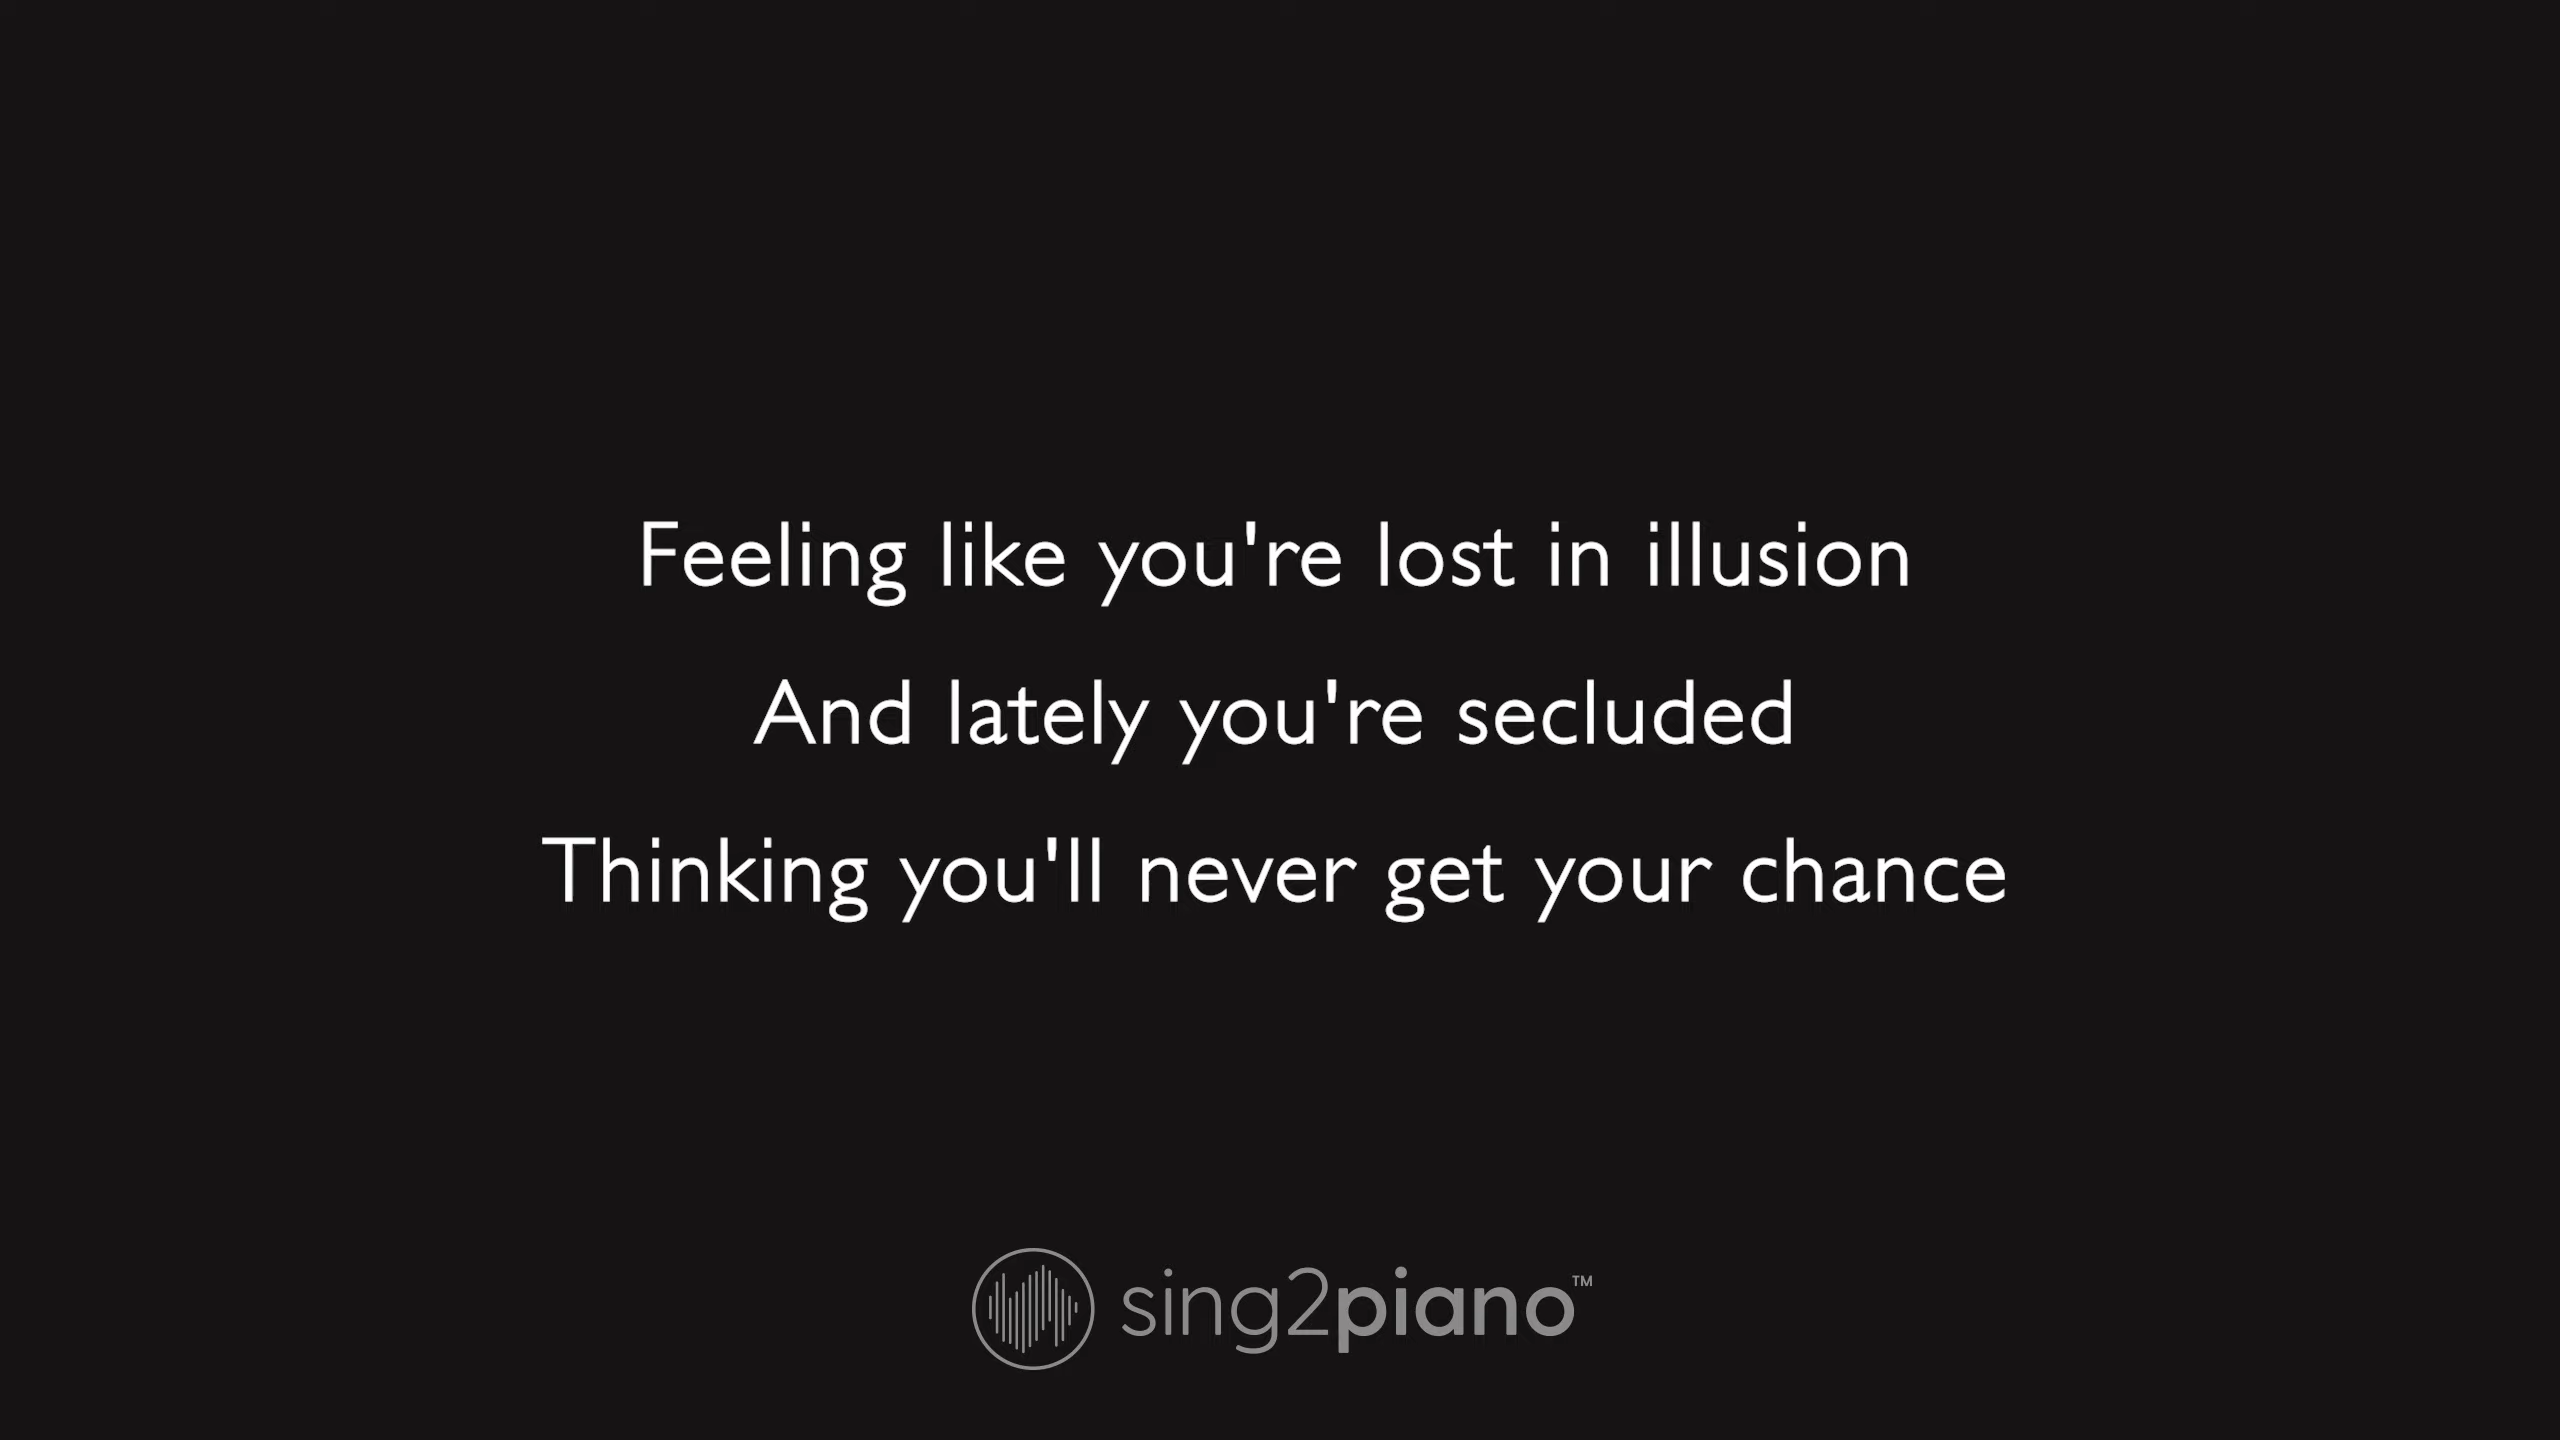 Feeling like you're lost in illusion
And lately you're secluded
Thinking you'll never get your chance
sing2piano™